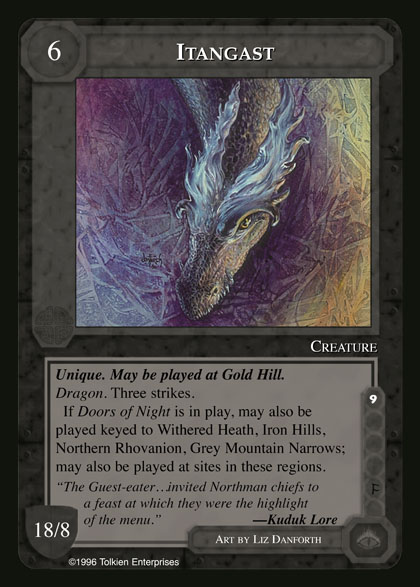 6
ITANGAST
CREATURE
Unique. May be played at Gold Hill.
Dragon. Three strikes.
If Doors of Night is in play, may also be
played keyed to Withered Heath, Iron Hills,
Northern Rhovanion, Grey Mountain Narrows;
may also be played at sites in these regions.
“The Guest-eater…invited Northman chiefs to
a feast at which they were the highlight
of the menu.”
—Kuduk Lore
9
18/8
ART BY LIZ DANFORTH
©1996 Tolkien Enterprises